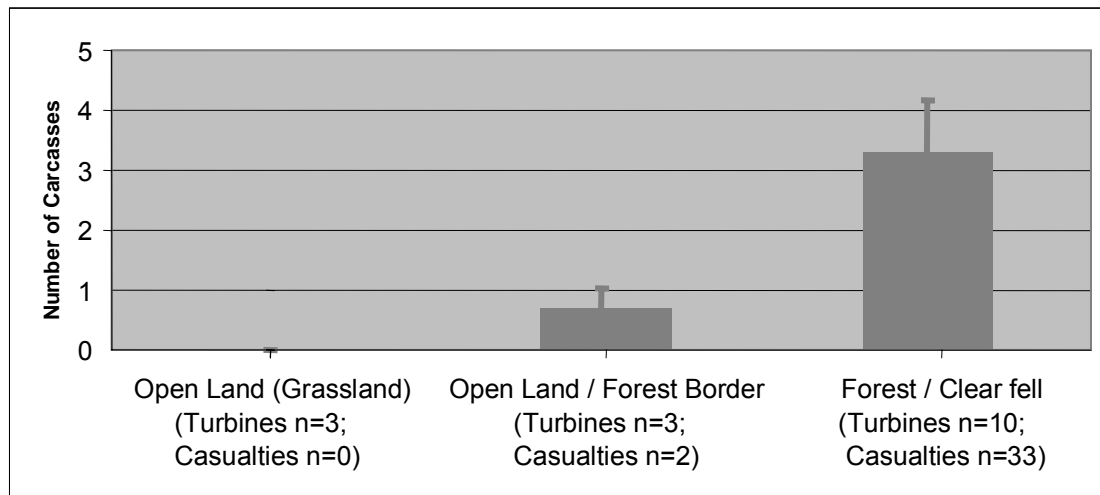 Number of Carcasses
5
4
3
2
1
0
Open Land (Grassland)
(Turbines n=3;
Casualties n=0)
Open Land / Forest Border
(Turbines n=3;
Casualties n=2)
Forest / Clear fell
(Turbines n=10;
Casualties n=33)